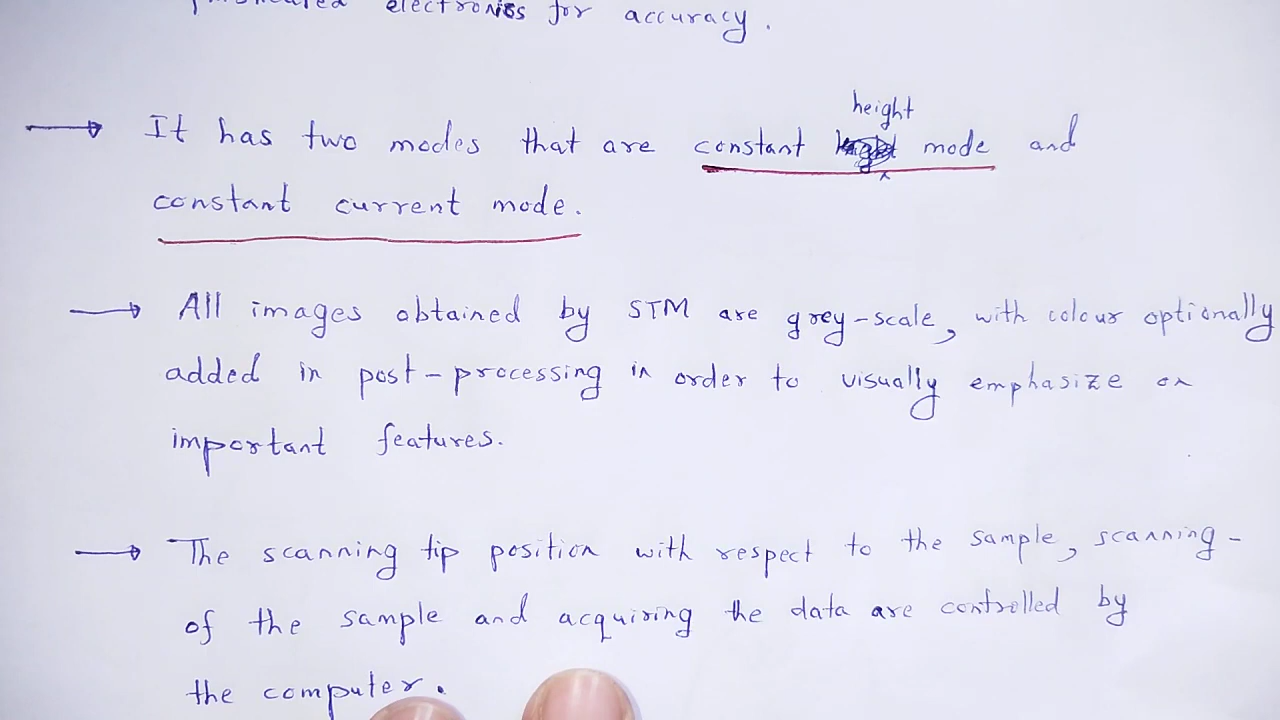 electronics for accuracy.
→ It has two modes that are constant height mode and
constant current mode.
→ All images obtained by STM are grey-scale, with colour optionally
added in post-processing in order to visually emphasize on
important features.
→ The scanning tip position with respect to the sample, scanning-
of the sample and acquiring the data are controlled by
the computer.